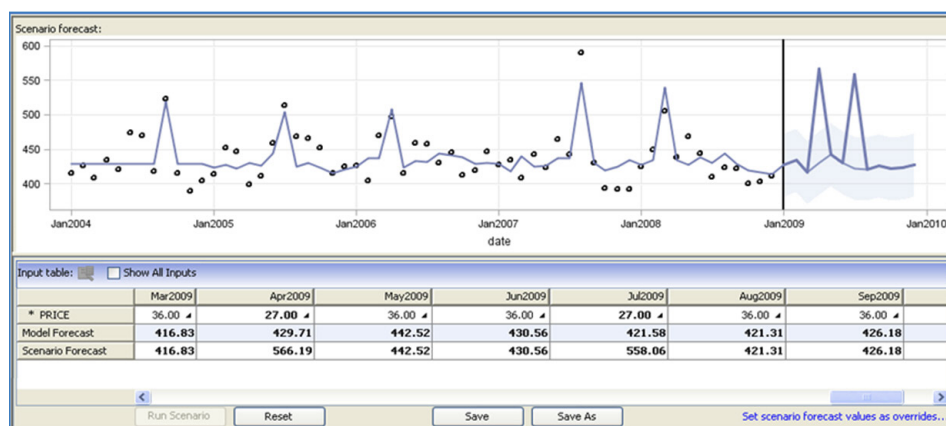 Scenario forecast:
600
550
500
450
400
Jan2004 Jan2005 Jan2006 Jan2007 Jan2008 Jan2009 Jan2010
date
Input table: Show All Inputs
Mar2009 Apr2009 May2009 Jun2009 Jul2009 Aug2009 Sep2009
* PRICE 36.00 27.00 36.00 36.00 27.00 36.00 36.00
Model Forecast 416.83 429.71 442.52 430.56 421.58 421.31 426.18
Scenario Forecast 416.83 566.19 442.52 430.56 558.06 421.31 426.18
Run Scenario Reset Save Save As Set scenario forecast values as overrides...